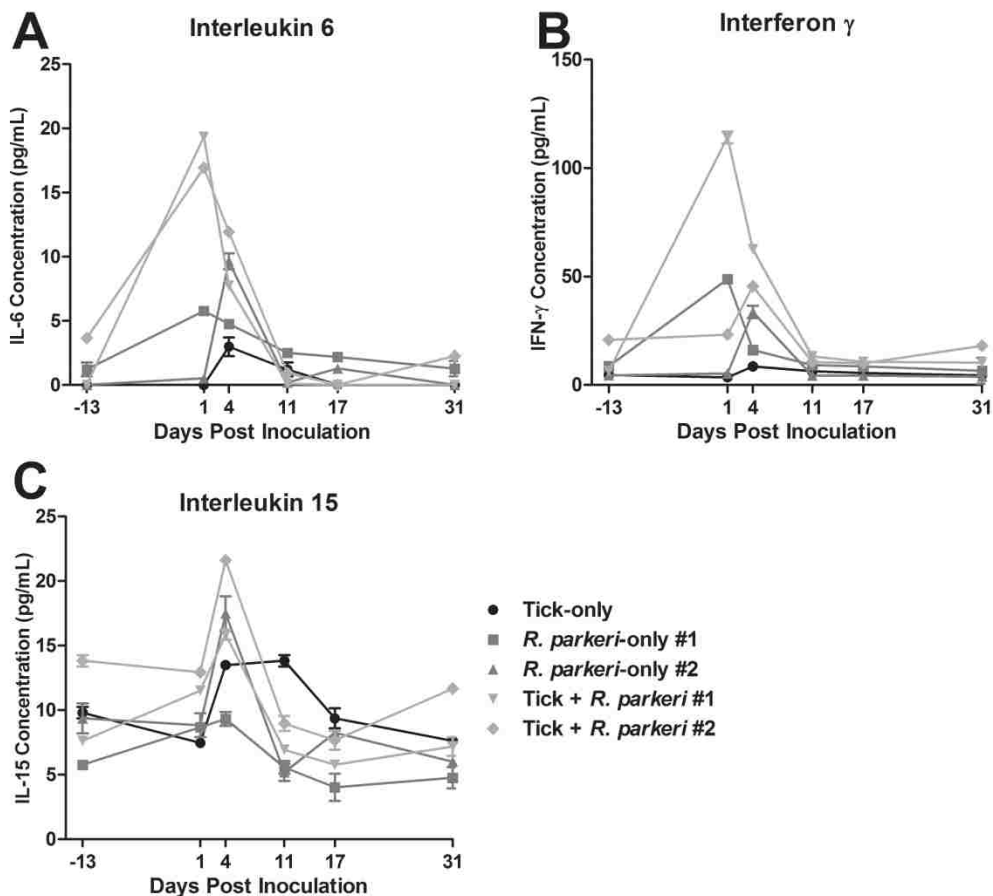 A
Interleukin 6
IL-6 Concentration (pg/mL)
25
20
15
10
5
0
-13 1 4 11 17 31
Days Post Inoculation
B
Interferon γ
IFN-γ Concentration (pg/mL)
150
100
50
0
-13 1 4 11 17 31
Days Post Inoculation
C
Interleukin 15
IL-15 Concentration (pg/mL)
25
20
15
10
5
0
-13 1 4 11 17 31
Days Post Inoculation
Tick-only
R. parkeri-only #1
R. parkeri-only #2
Tick + R. parkeri #1
Tick + R. parkeri #2